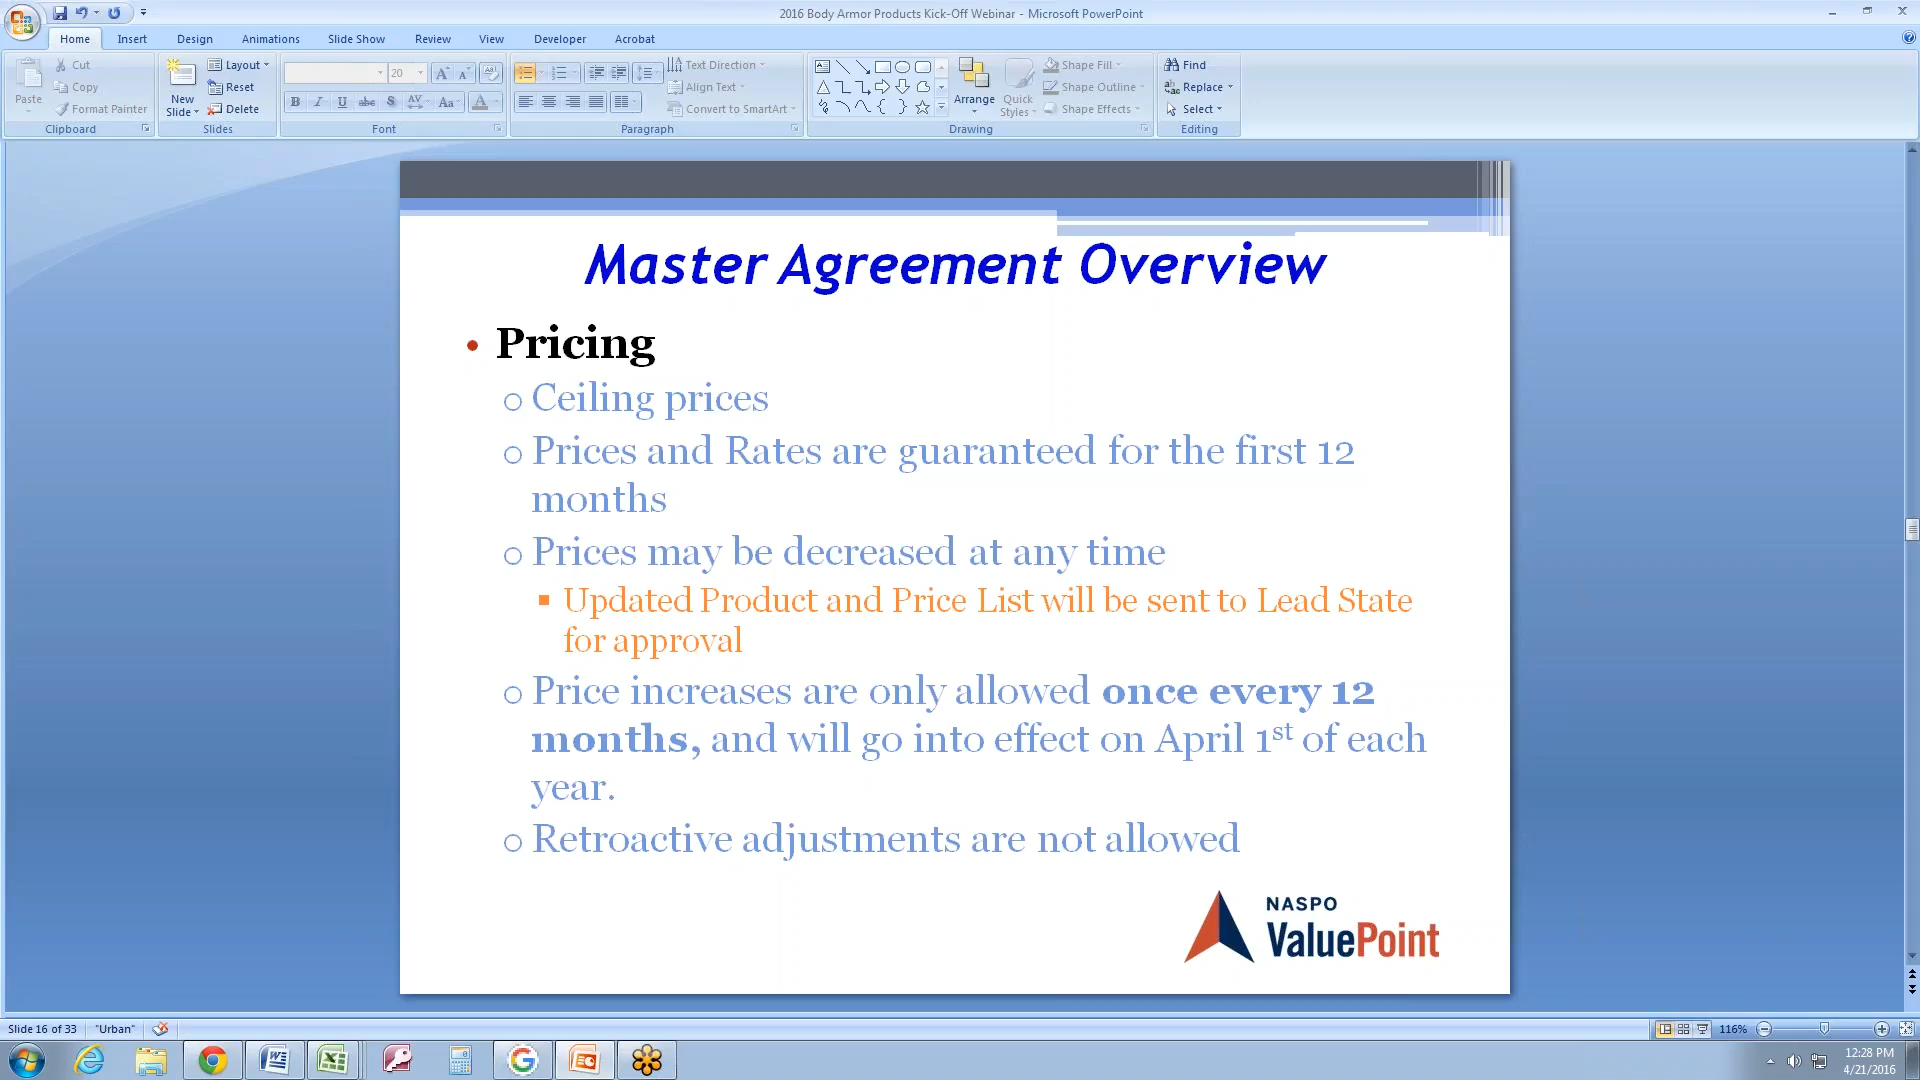 2016 Body Armor Products Kick-Off Webinar - Microsoft PowerPoint
Home Insert Design Animations Slide Show Review View Developer Acrobat
Paste
Cut
Copy
Format Painter
Clipboard
New Slide
Layout
Reset
Delete
Slides
20
Font
Text Direction
Align Text
Convert to SmartArt
Paragraph
Arrange
Quick Styles
Shape Fill
Shape Outline
Shape Effects
Drawing
Find
Replace
Select
Editing
Master Agreement Overview
Pricing
Ceiling prices
Prices and Rates are guaranteed for the first 12
months
Prices may be decreased at any time
Updated Product and Price List will be sent to Lead State
for approval
Price increases are only allowed once every 12
months, and will go into effect on April 1st of each
year.
Retroactive adjustments are not allowed
NASPO
ValuePoint
Slide 16 of 33 "Urban" 116%
12:28 PM
4/21/2016